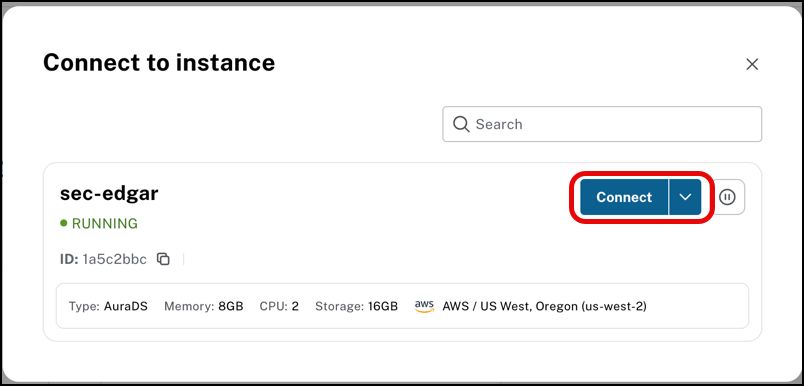 Connect to instance
Search
sec-edgar
Connect
RUNNING
ID: 1a5c2bbc
Type: AuraDS Memory: 8GB CPU: 2 Storage: 16GB aws AWS / US West, Oregon (us-west-2)